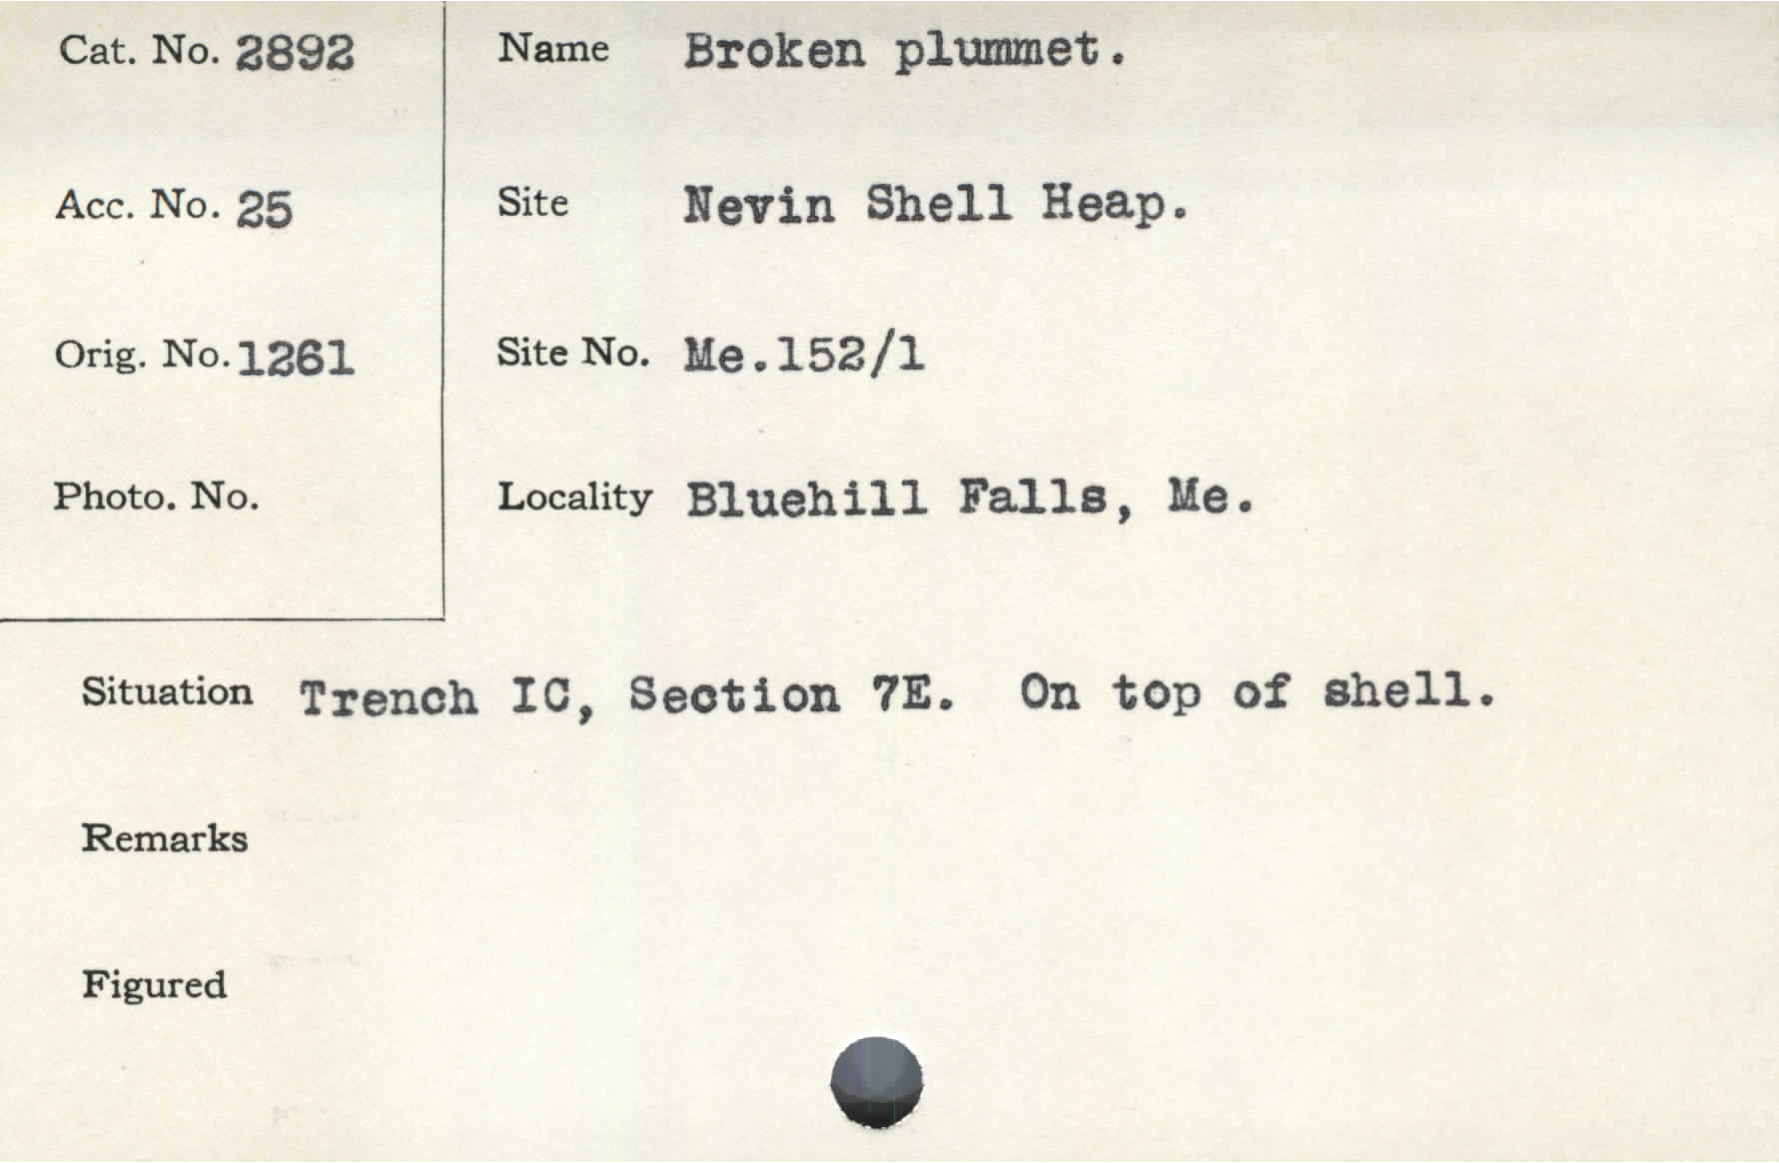 Cat. No. 2892 Name Broken plummet.
Acc. No. 25 Site Nevin Shell Heap.
Orig. No. 1261 Site No. Me.152/1
Photo. No. Locality Bluehill Falls, Me.
Situation Trench IC, Section 7E. On top of shell.
Remarks
Figured